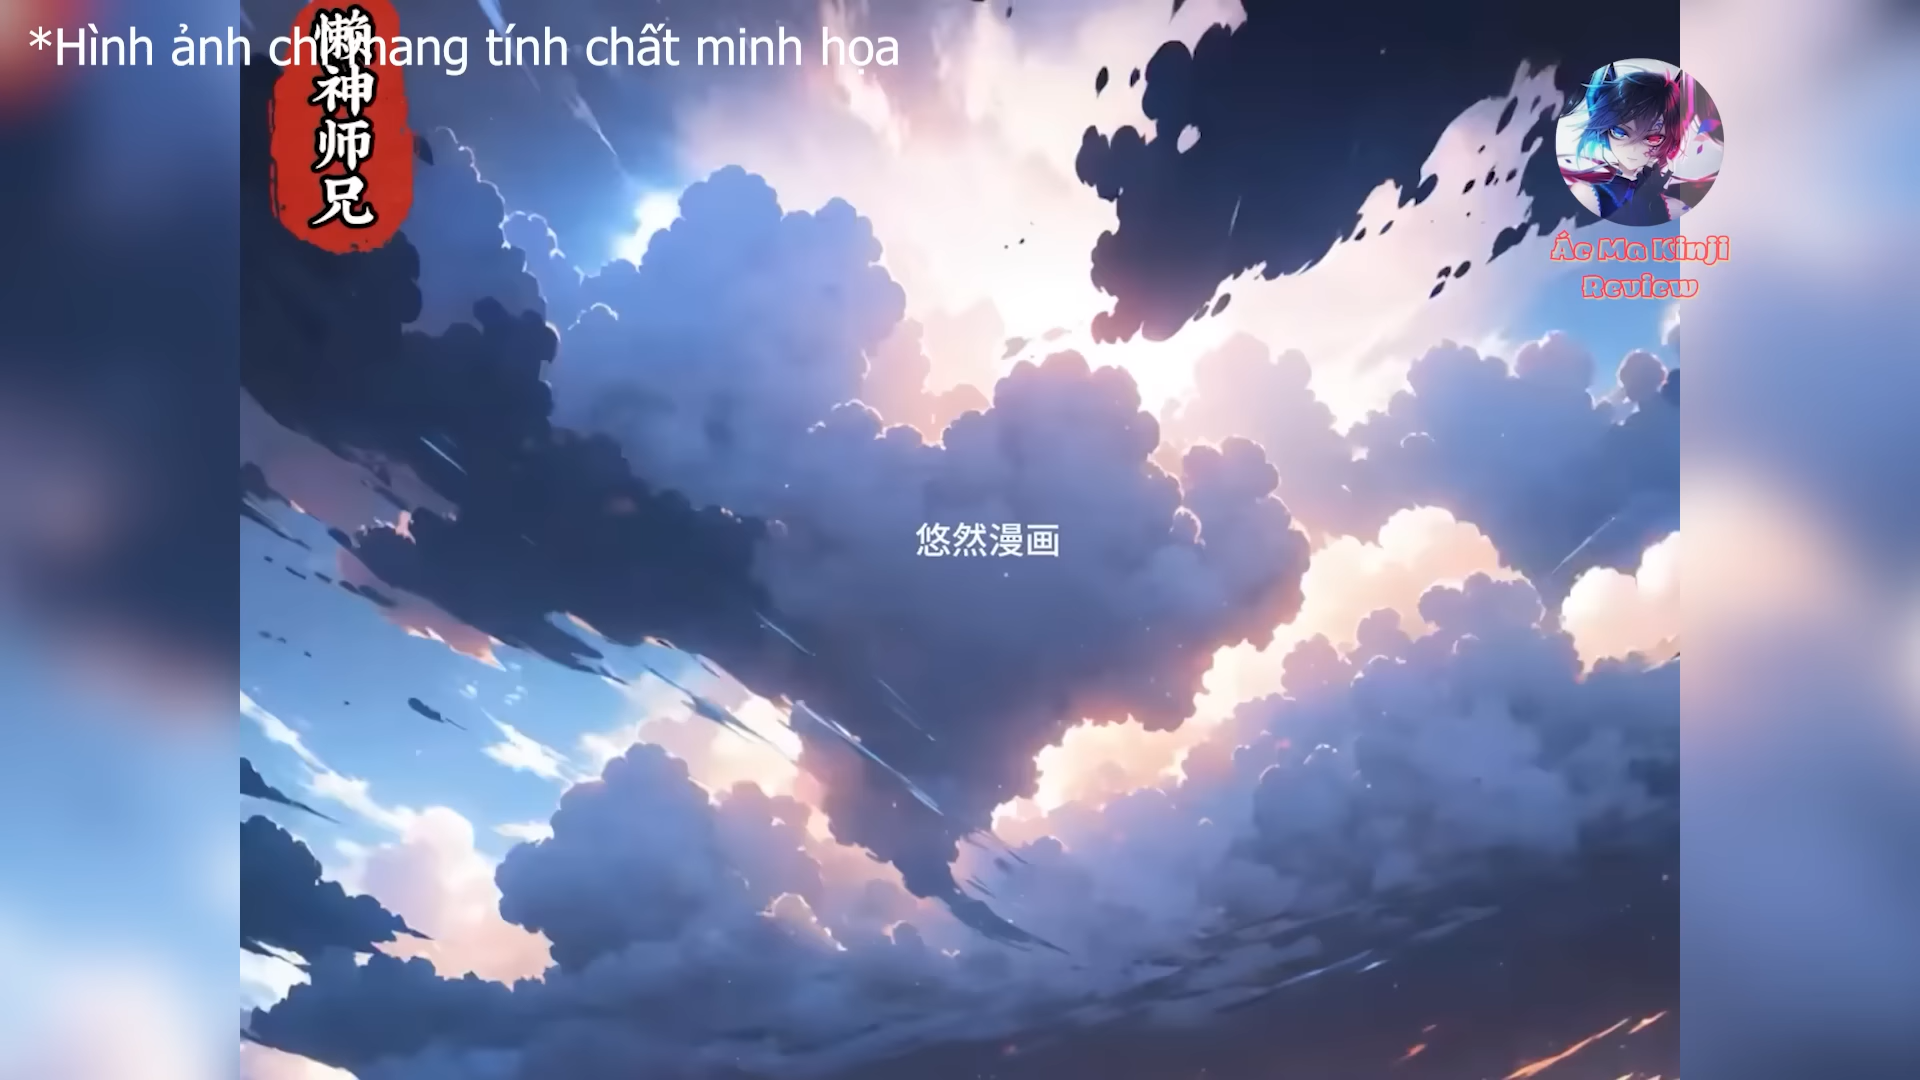 *Hình ảnh chỉ mang tính chất minh họa
懒神师兄
Ác Ma Kinji
Review
悠然漫画